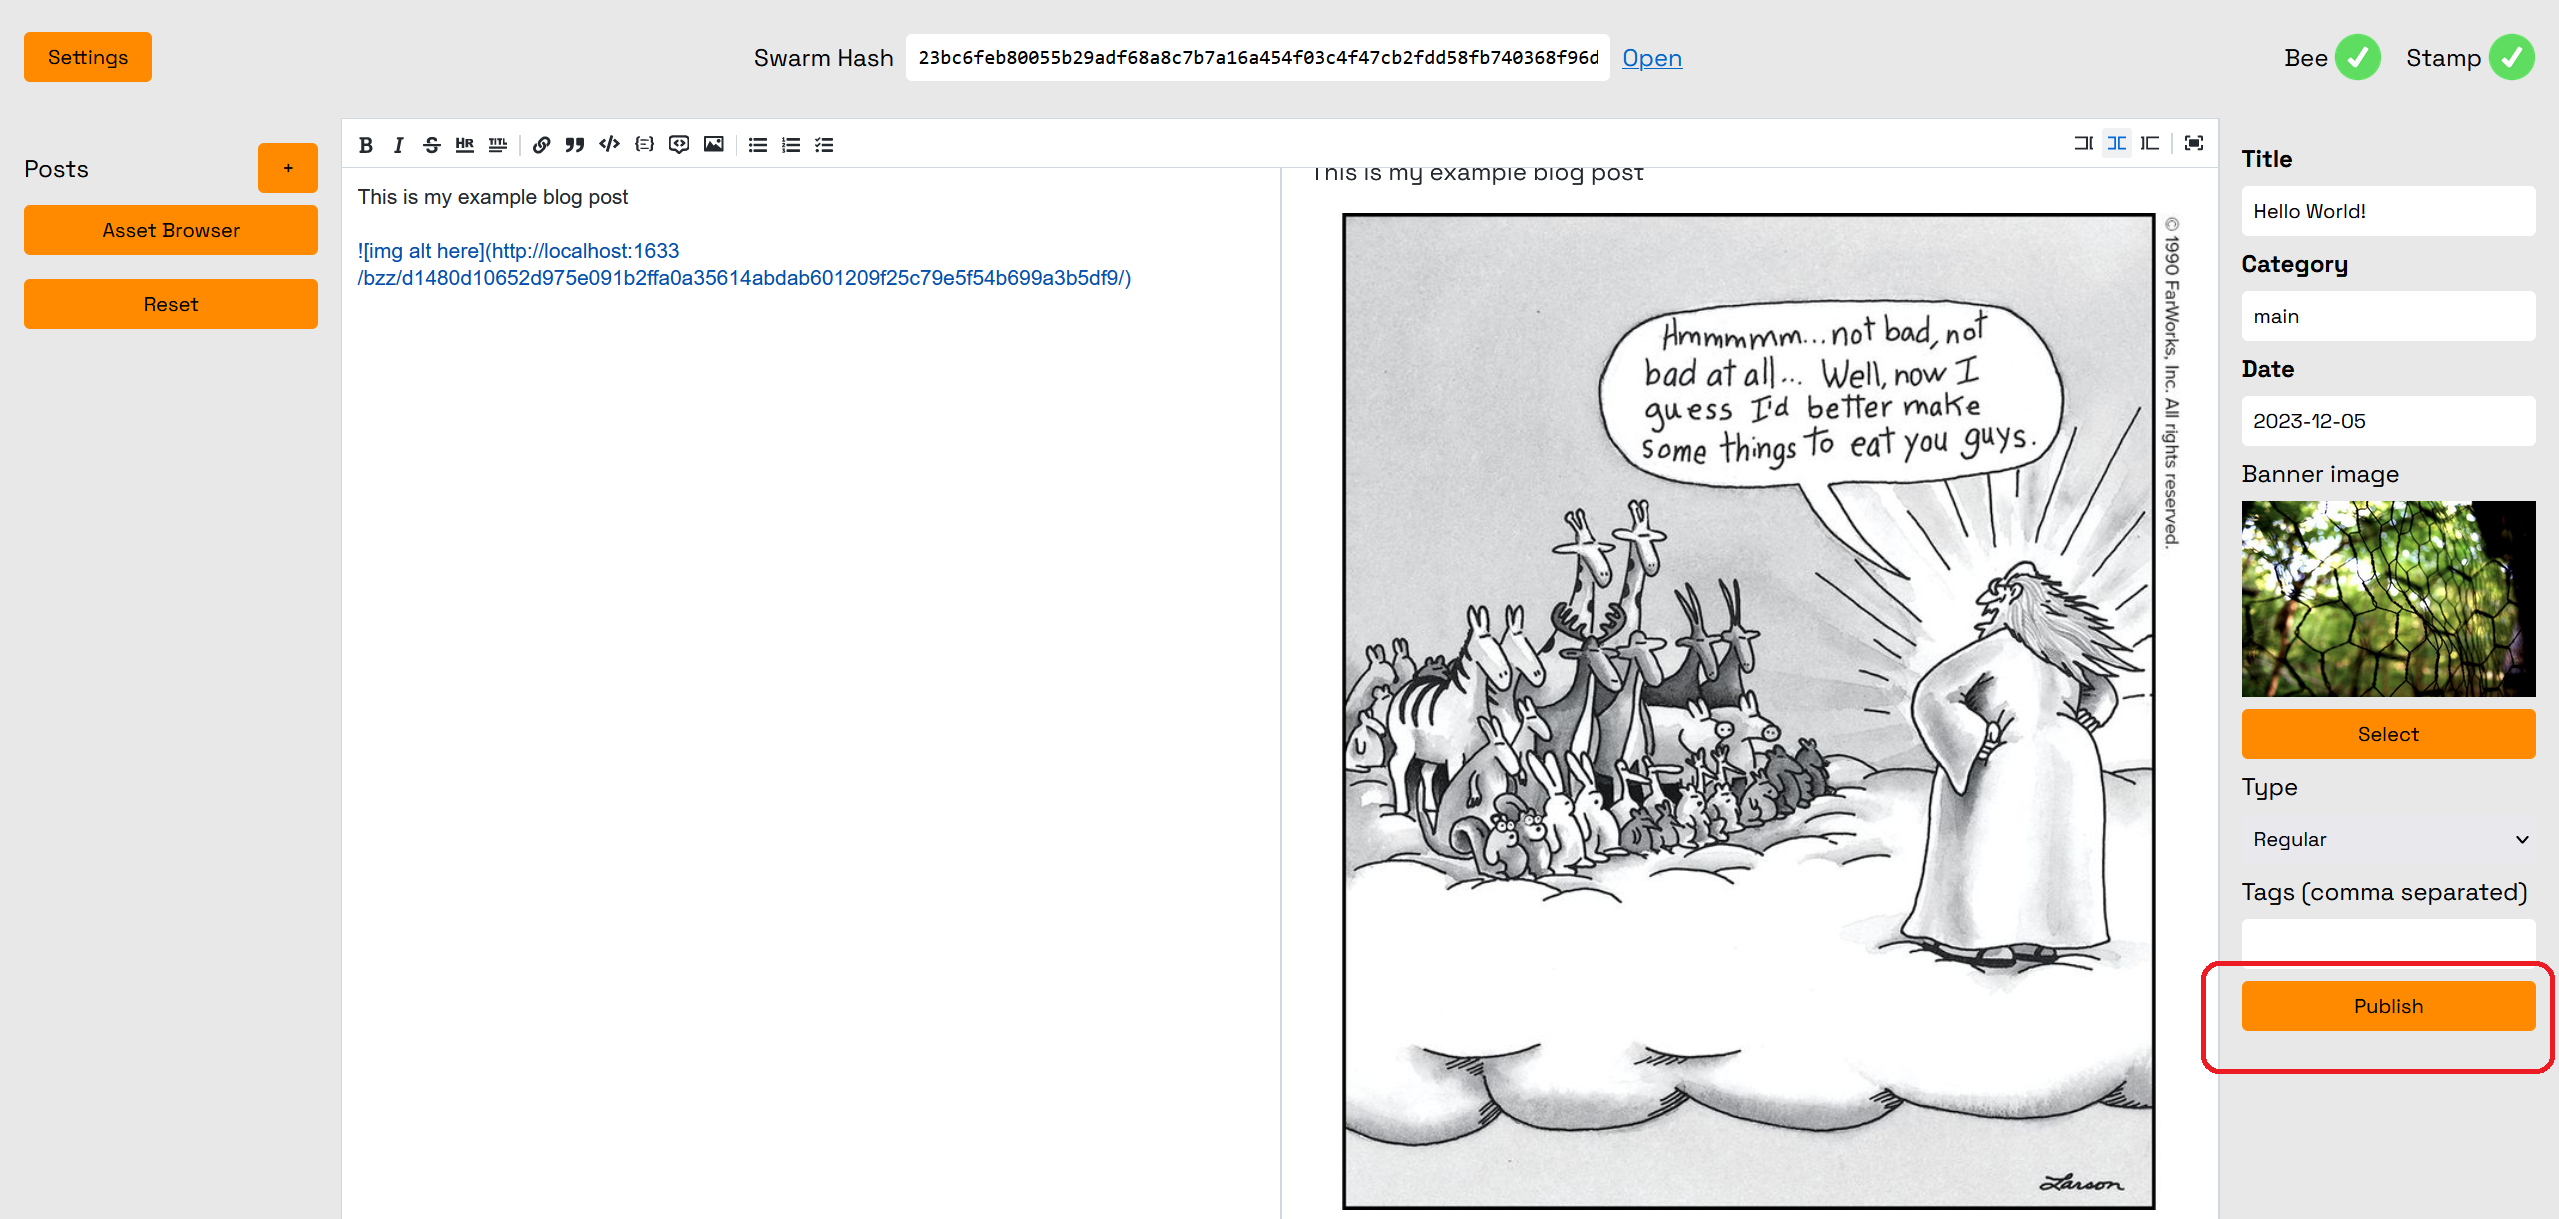 Settings
Swarm Hash 23bc6feb80055b29adf68a8c7b7a16a454f03c4f47cb2fdd58fb740368f96d Open
Bee Stamp
Posts +
Asset Browser
Reset
B I S HR TITL
This is my example blog post
![img alt here](http://localhost:1633
/bzz/d1480d10652d975e091b2ffa0a35614abdab601209f25c79e5f54b699a3b5df9/)
This is my example blog post
Hmmmmm...not bad, not
bad at all... Well, now I
guess I'd better make
some things to eat you guys.
© 1990 FarWorks, Inc. All rights reserved.
Larson
Title
Hello World!
Category
main
Date
2023-12-05
Banner image
Select
Type
Regular
Tags (comma separated)
Publish